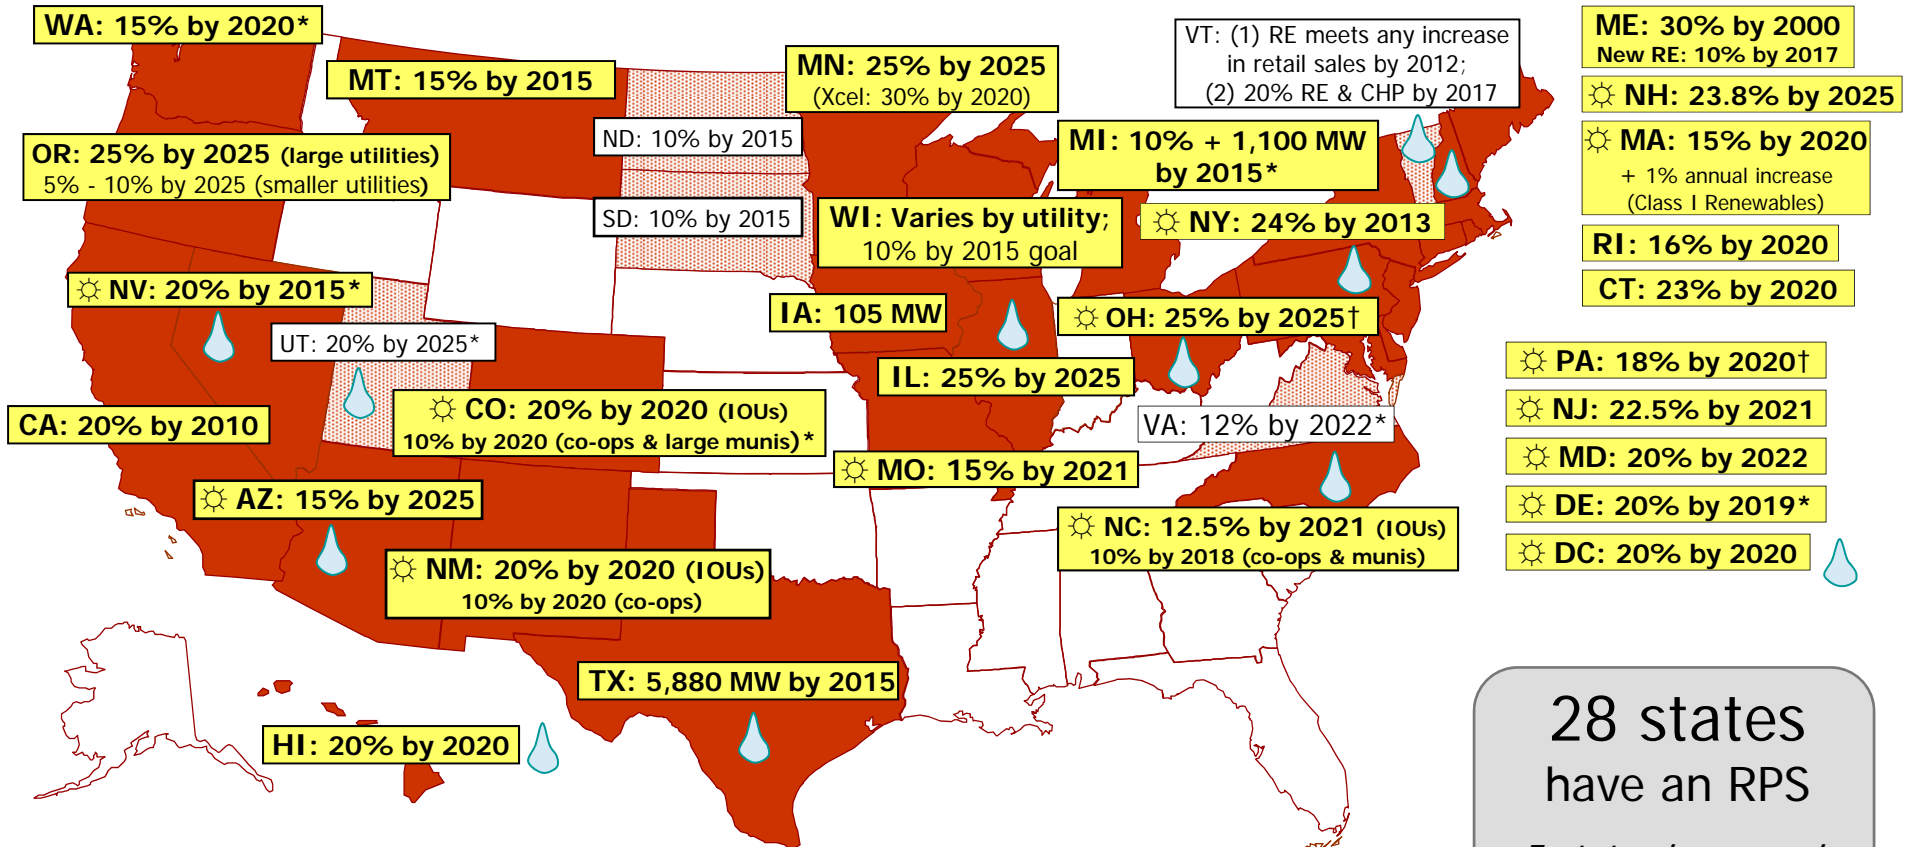 WA: 15% by 2020*
MT: 15% by 2015
MN: 25% by 2025
(Xcel: 30% by 2020)
VT: (1) RE meets any increase
in retail sales by 2012;
(2) 20% RE & CHP by 2017
ME: 30% by 2000
New RE: 10% by 2017
☼ NH: 23.8% by 2025
☼ MA: 15% by 2020
+ 1% annual increase
(Class I Renewables)
RI: 16% by 2020
CT: 23% by 2020
OR: 25% by 2025 (large utilities)
5% - 10% by 2025 (smaller utilities)
ND: 10% by 2015
SD: 10% by 2015
MI: 10% + 1,100 MW
by 2015*
WI: Varies by utility;
10% by 2015 goal
☼ NY: 24% by 2013
☼ NV: 20% by 2015*
UT: 20% by 2025*
IA: 105 MW
☼ OH: 25% by 2025†
IL: 25% by 2025
CA: 20% by 2010
☼ CO: 20% by 2020 (IOUs)
10% by 2020 (co-ops & large munis)*
VA: 12% by 2022*
☼ MO: 15% by 2021
☼ AZ: 15% by 2025
☼ NC: 12.5% by 2021 (IOUs)
10% by 2018 (co-ops & munis)
☼ NM: 20% by 2020 (IOUs)
10% by 2020 (co-ops)
☼ PA: 18% by 2020†
☼ NJ: 22.5% by 2021
☼ MD: 20% by 2022
☼ DE: 20% by 2019*
☼ DC: 20% by 2020
TX: 5,880 MW by 2015
HI: 20% by 2020
28 states
have an RPS